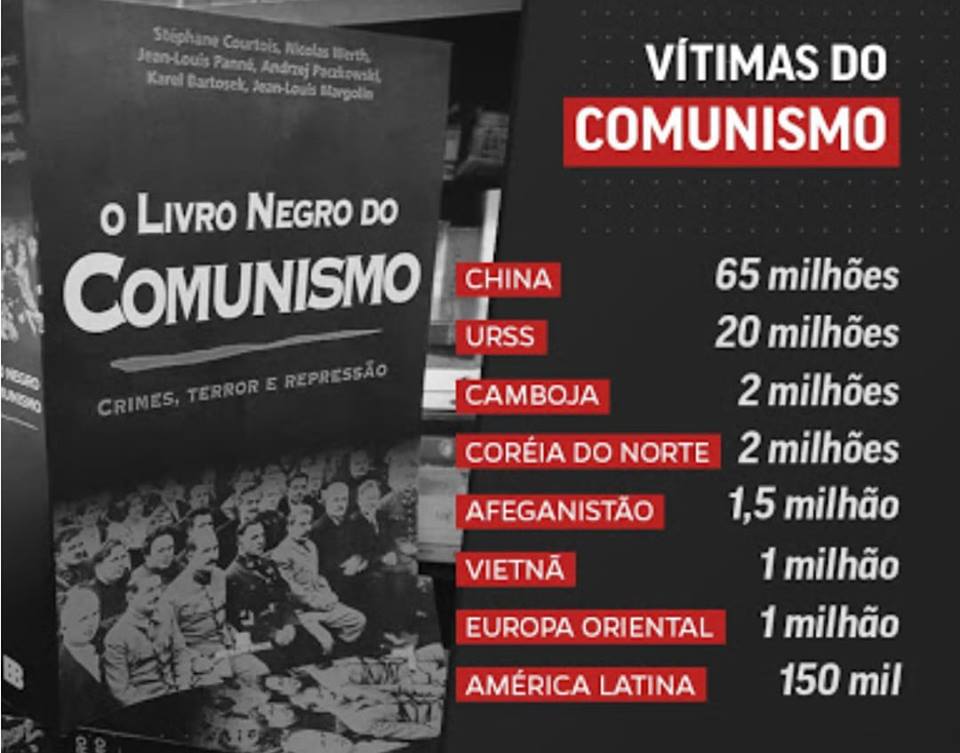 Stéphane Courtois, Nicolas Werth,
Jean-Louis Panné, Andrzej Paczkowski,
Karel Bartosek, Jean-Louis Margolin
O LIVRO NEGRO DO
COMUNISMO
CRIMES, TERROR E REPRESSÃO
VÍTIMAS DO
COMUNISMO
CHINA 65 milhões
URSS 20 milhões
CAMBOJA 2 milhões
CORÉIA DO NORTE 2 milhões
AFEGANISTÃO 1,5 milhão
VIETNÃ 1 milhão
EUROPA ORIENTAL 1 milhão
AMÉRICA LATINA 150 mil